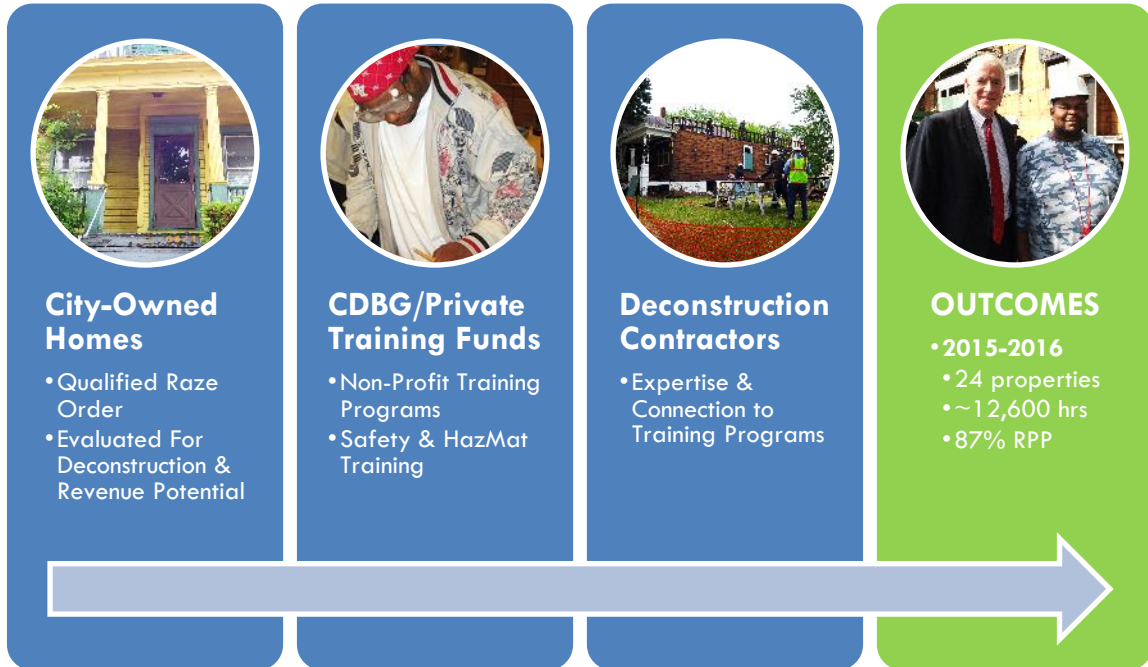 City-Owned
Homes
•Qualified Raze
Order
•Evaluated For
Deconstruction &
Revenue Potential
CDBG/Private
Training Funds
•Non-Profit Training
Programs
•Safety & HazMat
Training
Deconstruction
Contractors
•Expertise &
Connection to
Training Programs
OUTCOMES
•2015-2016
•24 properties
•~12,600 hrs
•87% RPP